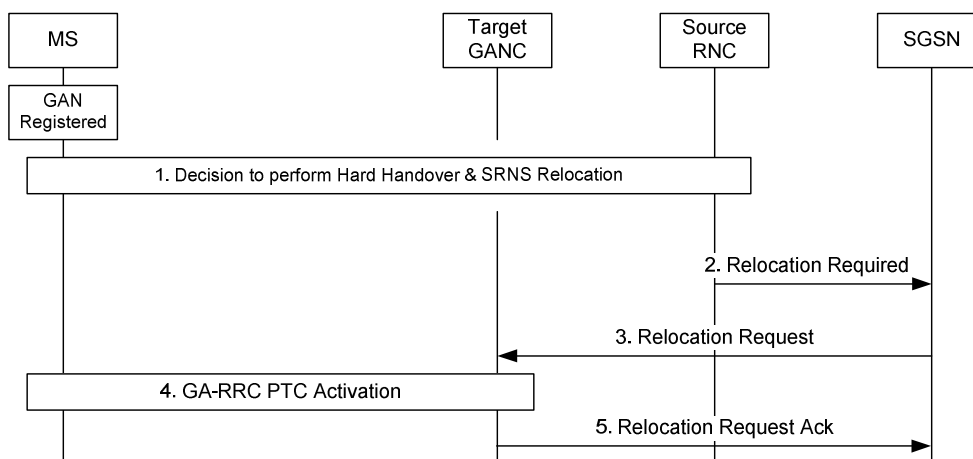 MS
Target
GANC
Source
RNC
SGSN
GAN
Registered
1. Decision to perform Hard Handover & SRNS Relocation
2. Relocation Required
3. Relocation Request
4. GA-RRC PTC Activation
5. Relocation Request Ack